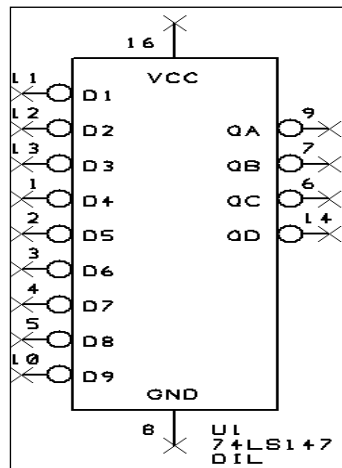 16
VCC
11 D1
12 D2 QA 9
13 D3 QB 7
1 D4 QC 6
2 D5 QD 14
3 D6
4 D7
5 D8
10 D9
GND
8
U1
74LS147
DIL